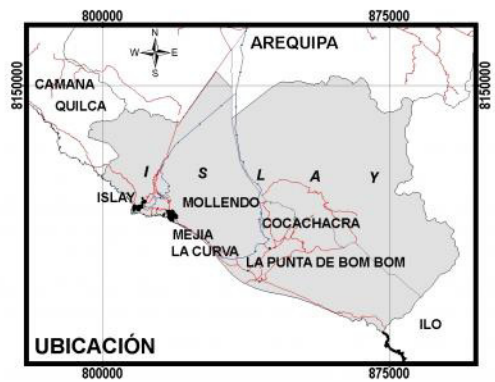 800000 875000
N
W E
S
AREQUIPA
8150000 8150000
CAMANA
QUILCA
I S L A Y
ISLAY
MOLLENDO
COCACHACRA
MEJIA
LA CURVA
LA PUNTA DE BOM BOM
ILO
UBICACIÓN
800000 875000